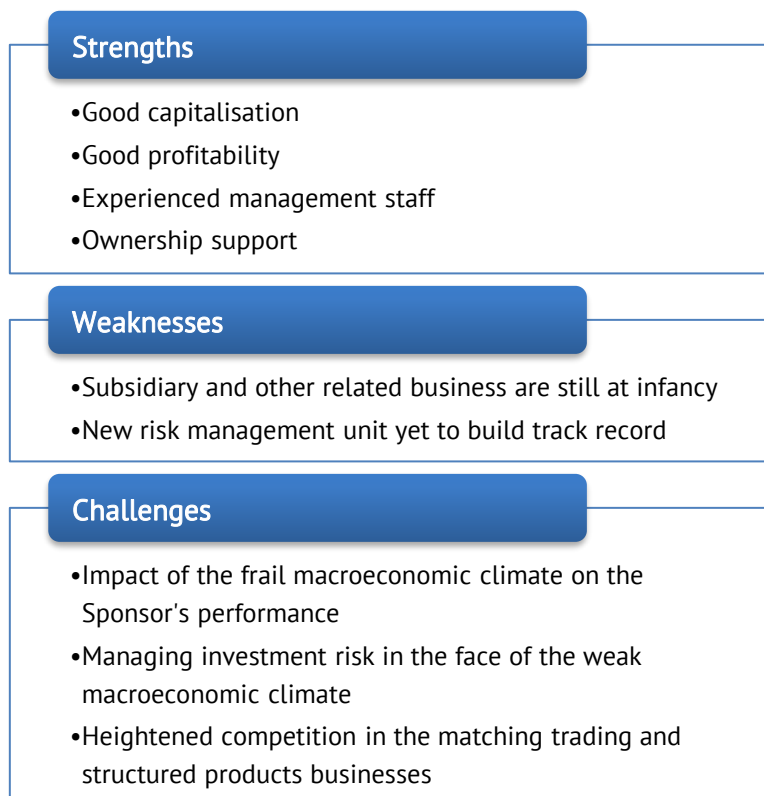 Strengths
•Good capitalisation
•Good profitability
•Experienced management staff
•Ownership support
Weaknesses
•Subsidiary and other related business are still at infancy
•New risk management unit yet to build track record
Challenges
•Impact of the frail macroeconomic climate on the
Sponsor's performance
•Managing investment risk in the face of the weak
macroeconomic climate
•Heightened competition in the matching trading and
structured products businesses